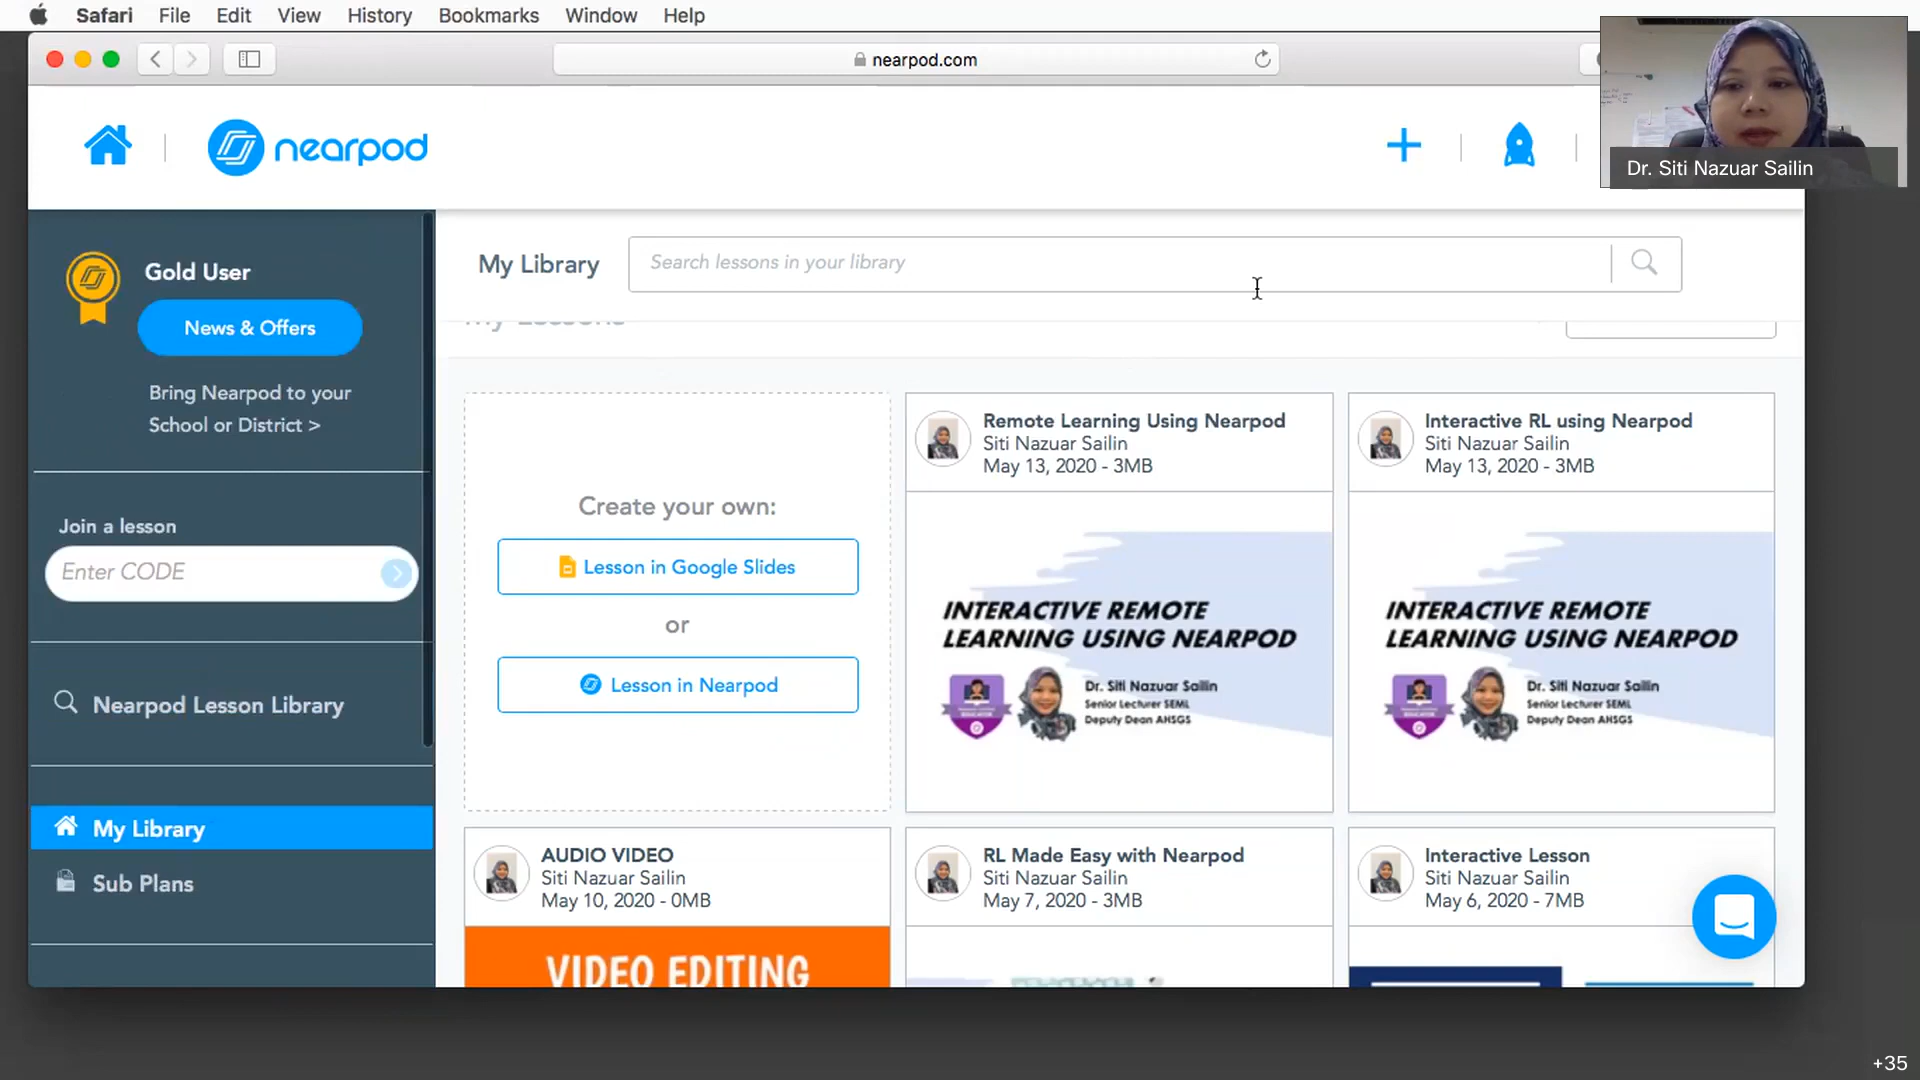 Safari File Edit View History Bookmarks Window Help
nearpod.com
nearpod
Dr. Siti Nazuar Sailin
Gold User
News & Offers
Bring Nearpod to your
School or District >
Join a lesson
Enter CODE
Nearpod Lesson Library
My Library
Sub Plans
My Library
Search lessons in your library
My Lessons
Create your own:
Lesson in Google Slides
or
Lesson in Nearpod
Remote Learning Using Nearpod
Siti Nazuar Sailin
May 13, 2020 - 3MB
INTERACTIVE REMOTE
LEARNING USING NEARPOD
Dr. Siti Nazuar Sailin
Senior Lecturer SEML
Deputy Dean AHSGS
Interactive RL using Nearpod
Siti Nazuar Sailin
May 13, 2020 - 3MB
INTERACTIVE REMOTE
LEARNING USING NEARPOD
Dr. Siti Nazuar Sailin
Senior Lecturer SEML
Deputy Dean AHSGS
AUDIO VIDEO
Siti Nazuar Sailin
May 10, 2020 - 0MB
VIDEO EDITING
RL Made Easy with Nearpod
Siti Nazuar Sailin
May 7, 2020 - 3MB
Interactive Lesson
Siti Nazuar Sailin
May 6, 2020 - 7MB
+35